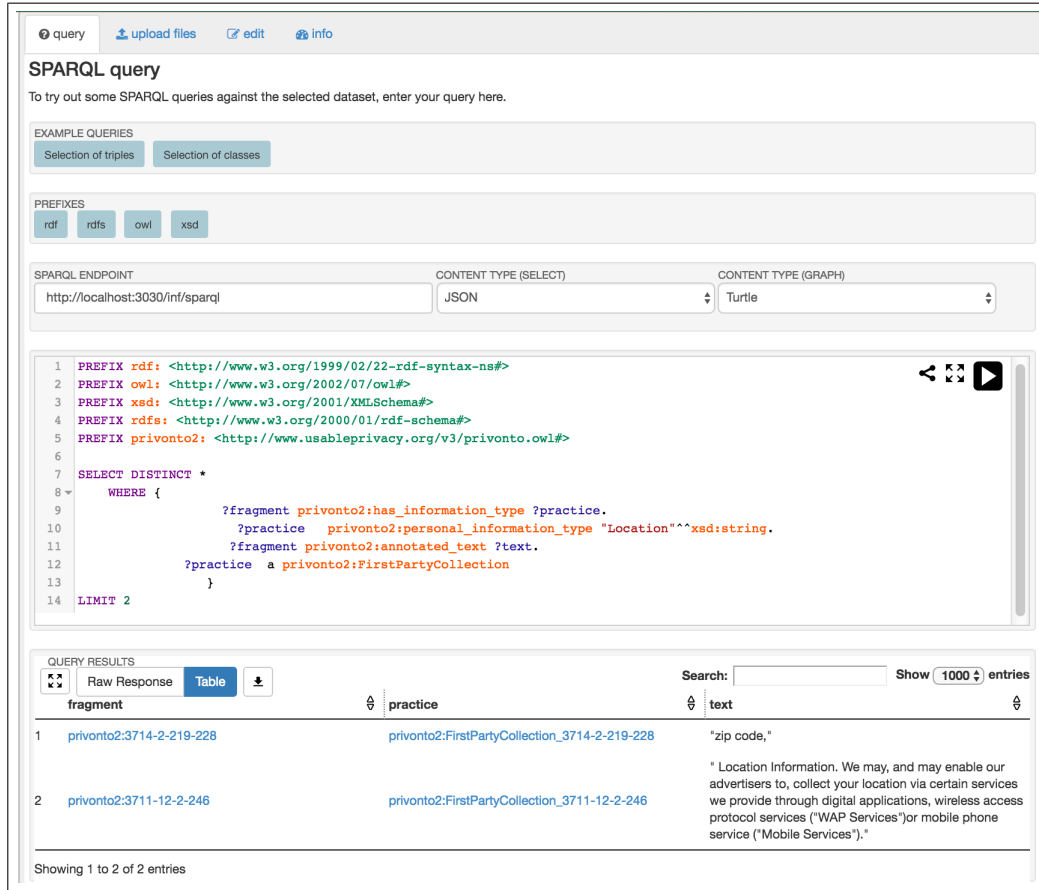 query upload files edit info
SPARQL query
To try out some SPARQL queries against the selected dataset, enter your query here.
EXAMPLE QUERIES
Selection of triples Selection of classes
PREFIXES
rdf rdfs owl xsd
SPARQL ENDPOINT CONTENT TYPE (SELECT) CONTENT TYPE (GRAPH)
http://localhost:3030/inf/sparql JSON Turtle
1 PREFIX rdf: <http://www.w3.org/1999/02/22-rdf-syntax-ns#>
2 PREFIX owl: <http://www.w3.org/2002/07/owl#>
3 PREFIX xsd: <http://www.w3.org/2001/XMLSchema#>
4 PREFIX rdfs: <http://www.w3.org/2000/01/rdf-schema#>
5 PREFIX privonto2: <http://www.usableprivacy.org/v3/privonto.owl#>
6
7 SELECT DISTINCT *
8 WHERE {
9 ?fragment privonto2:has_information_type ?practice.
10 ?practice privonto2:personal_information_type "Location"^^xsd:string.
11 ?fragment privonto2:annotated_text ?text.
12 ?practice a privonto2:FirstPartyCollection
13 }
14 LIMIT 2
QUERY RESULTS
Raw Response Table Search: Show 1000 entries
fragment practice text
1 privonto2:3714-2-219-228 privonto2:FirstPartyCollection_3714-2-219-228 "zip code,"
" Location Information. We may, and may enable our
advertisers to, collect your location via certain services
2 privonto2:3711-12-2-246 privonto2:FirstPartyCollection_3711-12-2-246 we provide through digital applications, wireless access
protocol services ("WAP Services")or mobile phone
service ("Mobile Services")."
Showing 1 to 2 of 2 entries